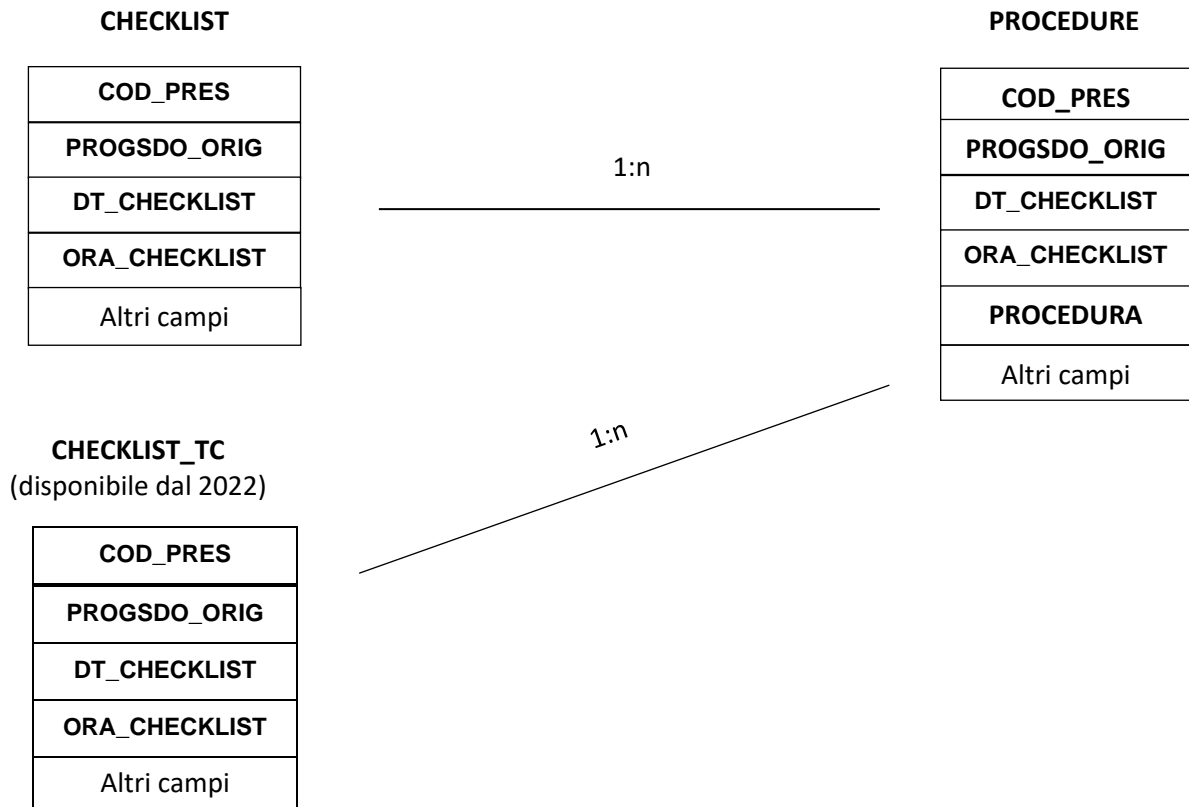 CHECKLIST
COD_PRES
PROGSDO_ORIG
DT_CHECKLIST
ORA_CHECKLIST
Altri campi
1:n
PROCEDURE
COD_PRES
PROGSDO_ORIG
DT_CHECKLIST
ORA_CHECKLIST
PROCEDURA
Altri campi
1:n
CHECKLIST_TC
(disponibile dal 2022)
COD_PRES
PROGSDO_ORIG
DT_CHECKLIST
ORA_CHECKLIST
Altri campi